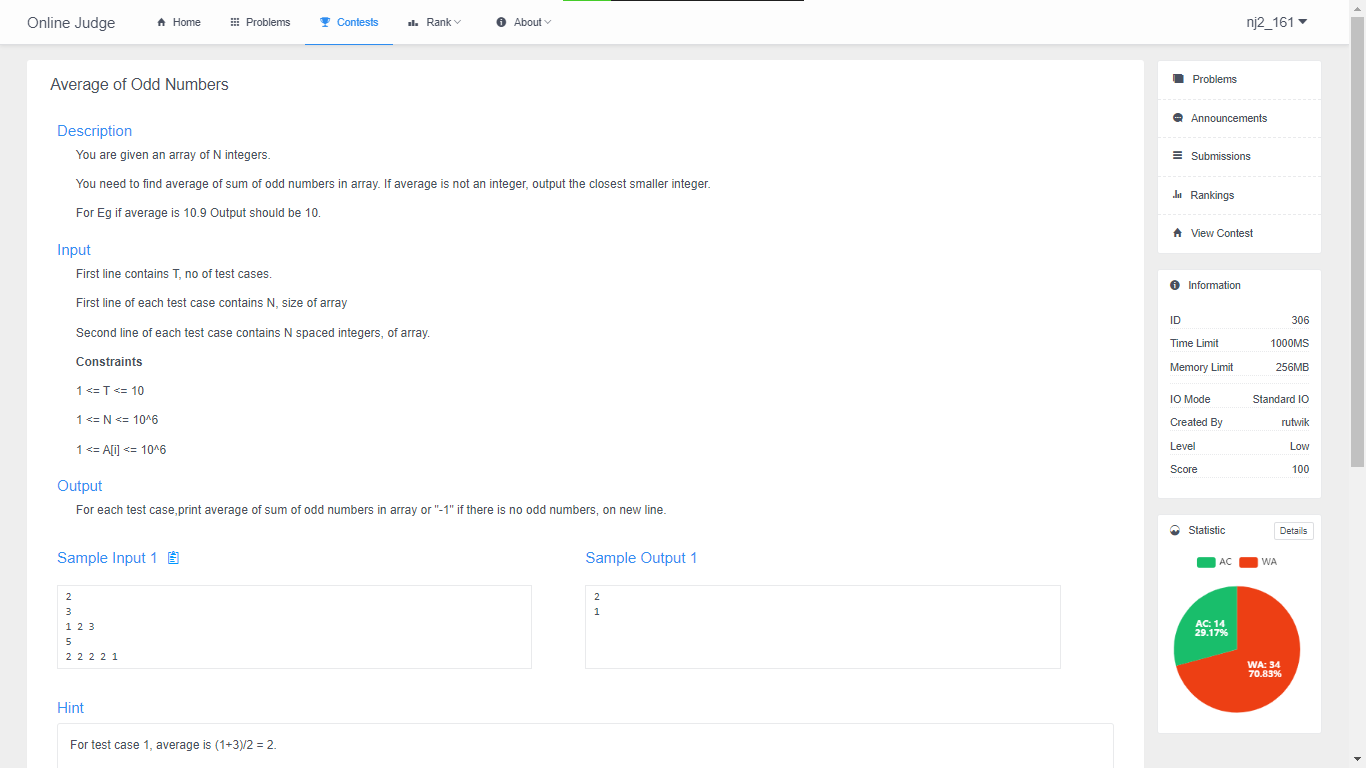 Online Judge
Home
Problems
Contests
Rank
About
nj2_161
Average of Odd Numbers
Description
You are given an array of N integers.
You need to find average of sum of odd numbers in array. If average is not an integer, output the closest smaller integer.
For Eg if average is 10.9 Output should be 10.
Input
First line contains T, no of test cases.
First line of each test case contains N, size of array
Second line of each test case contains N spaced integers, of array.
Constraints
1 <= T <= 10
1 <= N <= 10^6
1 <= A[i] <= 10^6
Output
For each test case,print average of sum of odd numbers in array or "-1" if there is no odd numbers, on new line.
Sample Input 1
2
3
1 2 3
5
2 2 2 2 1
Sample Output 1
2
1
Hint
For test case 1, average is (1+3)/2 = 2.
Problems
Announcements
Submissions
Rankings
View Contest
Information
ID 306
Time Limit 1000MS
Memory Limit 256MB
IO Mode Standard IO
Created By rutwik
Level Low
Score 100
Statistic Details
AC WA
AC: 14
29.17%
WA: 34
70.83%